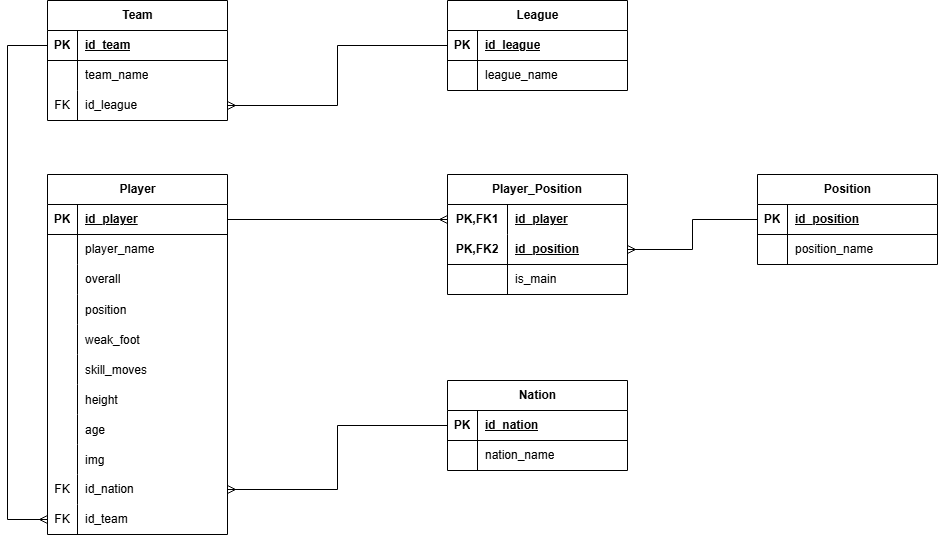 Team
PK id_team
team_name
FK id_league
League
PK id_league
league_name
Player
PK id_player
player_name
overall
position
weak_foot
skill_moves
height
age
img
FK id_nation
FK id_team
Player_Position
PK,FK1 id_player
PK,FK2 id_position
is_main
Position
PK id_position
position_name
Nation
PK id_nation
nation_name